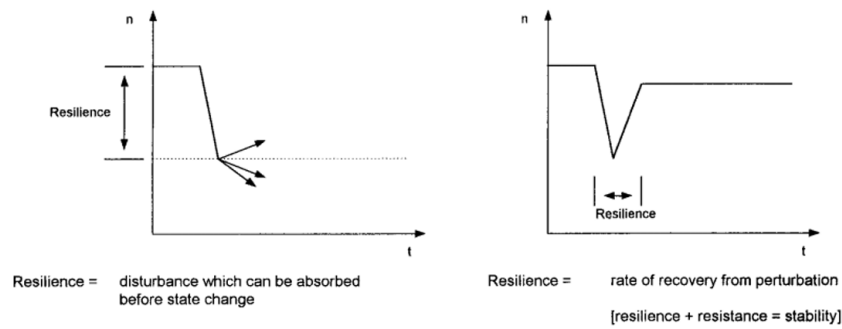 n
Resilience
t
Resilience = disturbance which can be absorbed
before state change
n
Resilience
t
Resilience = rate of recovery from perturbation
[resilience + resistance = stability]